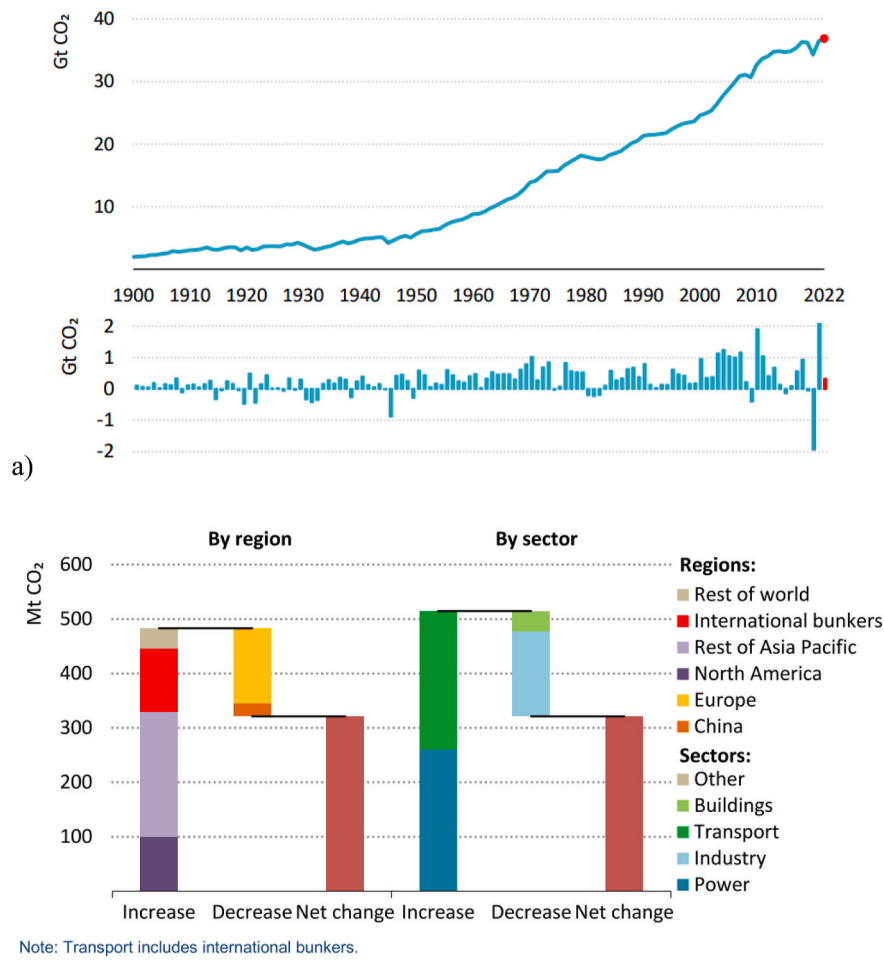 Gt CO₂
40
30
20
10
1900 1910 1920 1930 1940 1950 1960 1970 1980 1990 2000 2010 2022
Gt CO₂
2
1
0
-1
-2
a)
By region By sector
Mt CO₂
600
500
400
300
200
100
Increase Decrease Net change Increase Decrease Net change
Regions:
Rest of world
International bunkers
Rest of Asia Pacific
North America
Europe
China
Sectors:
Other
Buildings
Transport
Industry
Power
Note: Transport includes international bunkers.